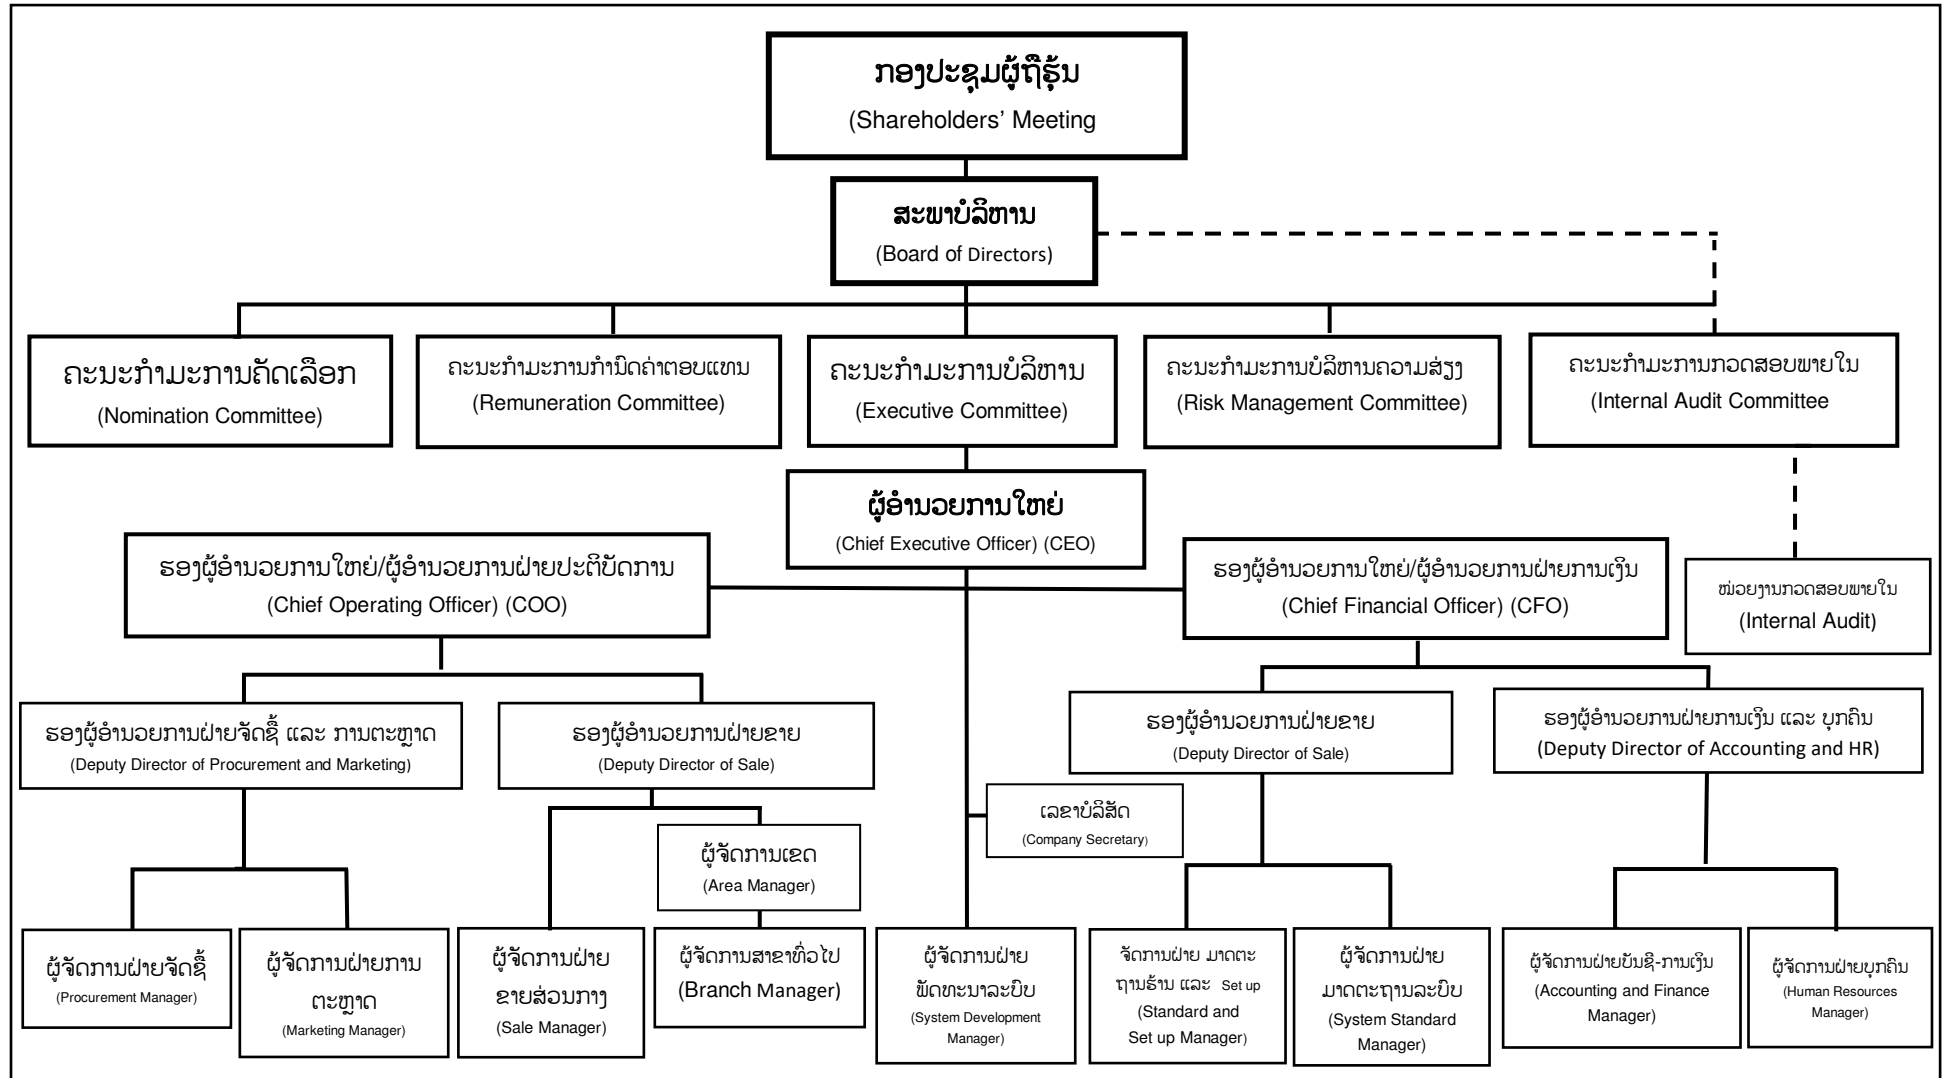 ກອງປະຊຸມຜູ້ຖືຮຸ້ນ
(Shareholders’ Meeting
ສະພາບໍລິຫານ
(Board of Directors)
ຄະນະກຳມະການຄັດເລືອກ
(Nomination Committee)
ຄະນະກຳມະການກຳນົດຄ່າຕອບແທນ
(Remuneration Committee)
ຄະນະກຳມະການບໍລິຫານ
(Executive Committee)
ຄະນະກຳມະການບໍລິຫານຄວາມສ່ຽງ
(Risk Management Committee)
ຄະນະກຳມະການກວດສອບພາຍໃນ
(Internal Audit Committee
ຜູ້ອຳນວຍການໃຫຍ່
(Chief Executive Officer) (CEO)
ຮອງຜູ້ອຳນວຍການໃຫຍ່/ຜູ້ອຳນວຍການຝ່າຍປະຕິບັດການ
(Chief Operating Officer) (COO)
ຮອງຜູ້ອຳນວຍການໃຫຍ່/ຜູ້ອຳນວຍການຝ່າຍການເງິນ
(Chief Financial Officer) (CFO)
ໜ່ວຍງານກວດສອບພາຍໃນ
(Internal Audit)
ຮອງຜູ້ອຳນວຍການຝ່າຍຈັດຊື້ ແລະ ການຕະຫຼາດ
(Deputy Director of Procurement and Marketing)
ຮອງຜູ້ອຳນວຍການຝ່າຍຂາຍ
(Deputy Director of Sale)
ຮອງຜູ້ອຳນວຍການຝ່າຍຂາຍ
(Deputy Director of Sale)
ຮອງຜູ້ອຳນວຍການຝ່າຍການເງິນ ແລະ ບຸກຄົນ
(Deputy Director of Accounting and HR)
ເລຂາບໍລິສັດ
(Company Secretary)
ຜູ້ຈັດການເຂດ
(Area Manager)
ຜູ້ຈັດການຝ່າຍຈັດຊື້
(Procurement Manager)
ຜູ້ຈັດການຝ່າຍການ
ຕະຫຼາດ
(Marketing Manager)
ຜູ້ຈັດການຝ່າຍ
ຂາຍສ່ວນກາງ
(Sale Manager)
ຜູ້ຈັດການສາຂາທົ່ວໄປ
(Branch Manager)
ຜູ້ຈັດການຝ່າຍ
ພັດທະນາລະບົບ
(System Development
Manager)
ຈັດການຝ່າຍ ມາດຕະ
ຖານຮ້ານ ແລະ Set up
(Standard and
Set up Manager)
ຜູ້ຈັດການຝ່າຍ
ມາດຕະຖານລະບົບ
(System Standard
Manager)
ຜູ້ຈັດການຝ່າຍບັນຊີ-ການເງິນ
(Accounting and Finance
Manager)
ຜູ້ຈັດການຝ່າຍບຸກຄົນ
(Human Resources
Manager)